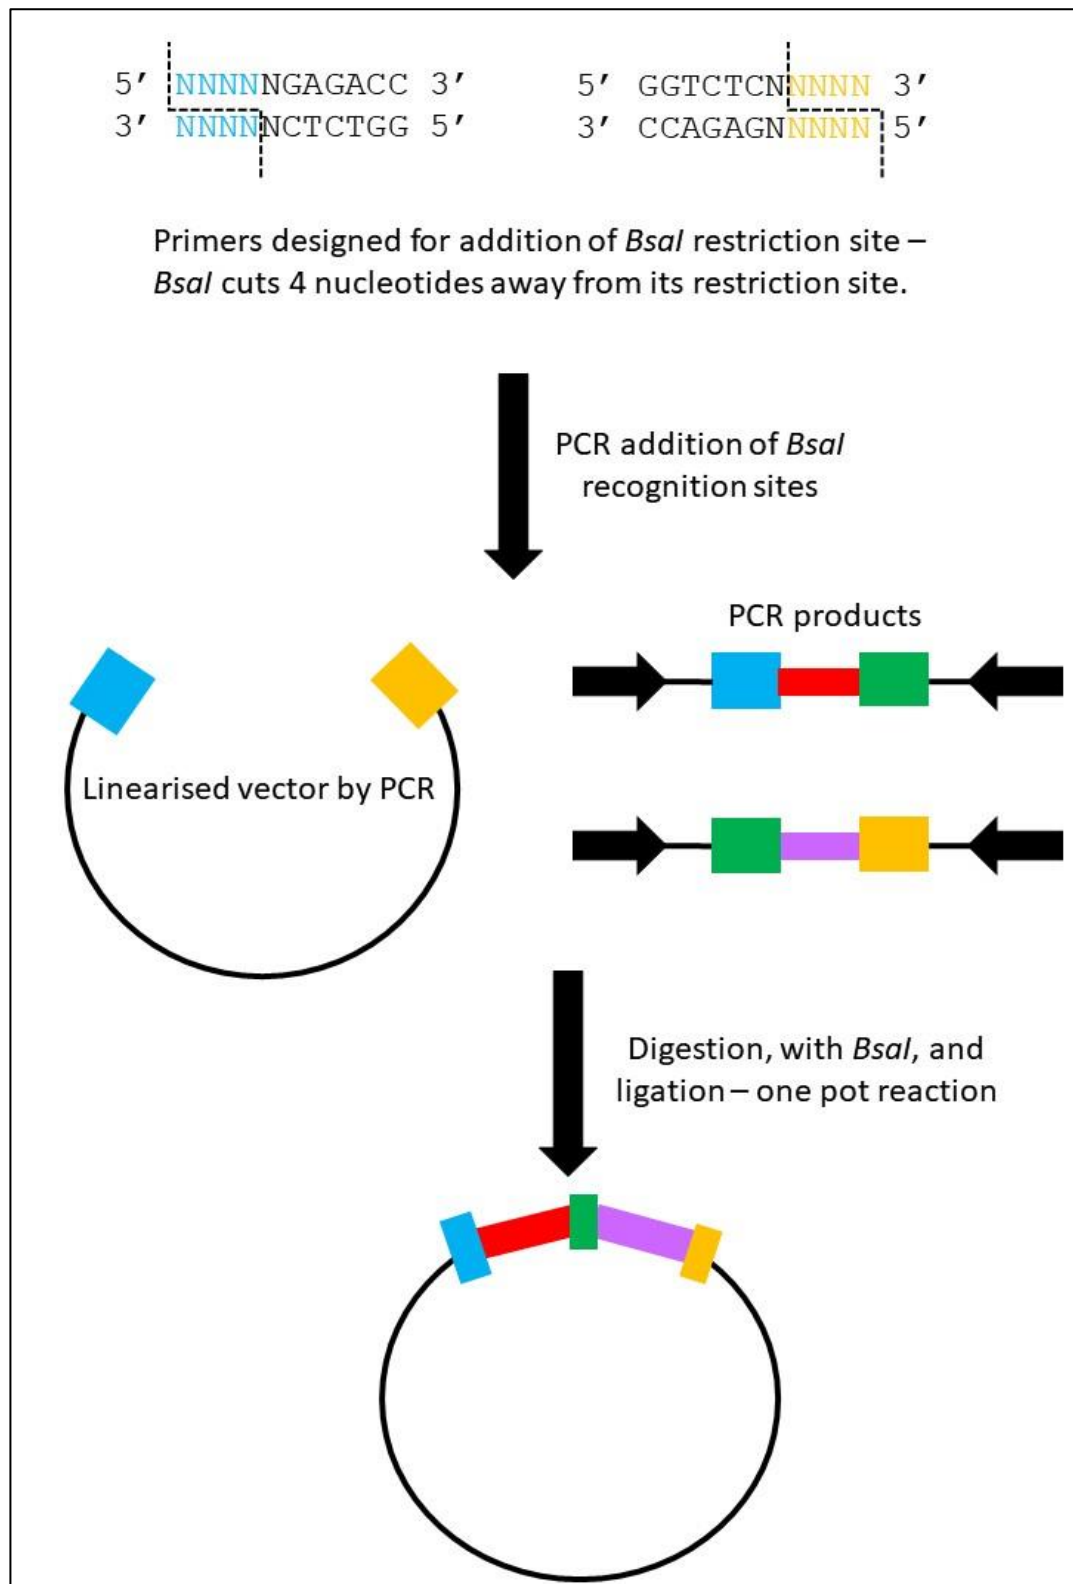 5’ NNNNNGAGACC 3’
3’ NNNNNCTCTGG 5’
5’ GGTCTCNNNNN 3’
3’ CCAGAGNNNNN 5’
Primers designed for addition of BsaI restriction site –
BsaI cuts 4 nucleotides away from its restriction site.
PCR addition of BsaI
recognition sites
PCR products
Linearised vector by PCR
Digestion, with BsaI, and
ligation – one pot reaction